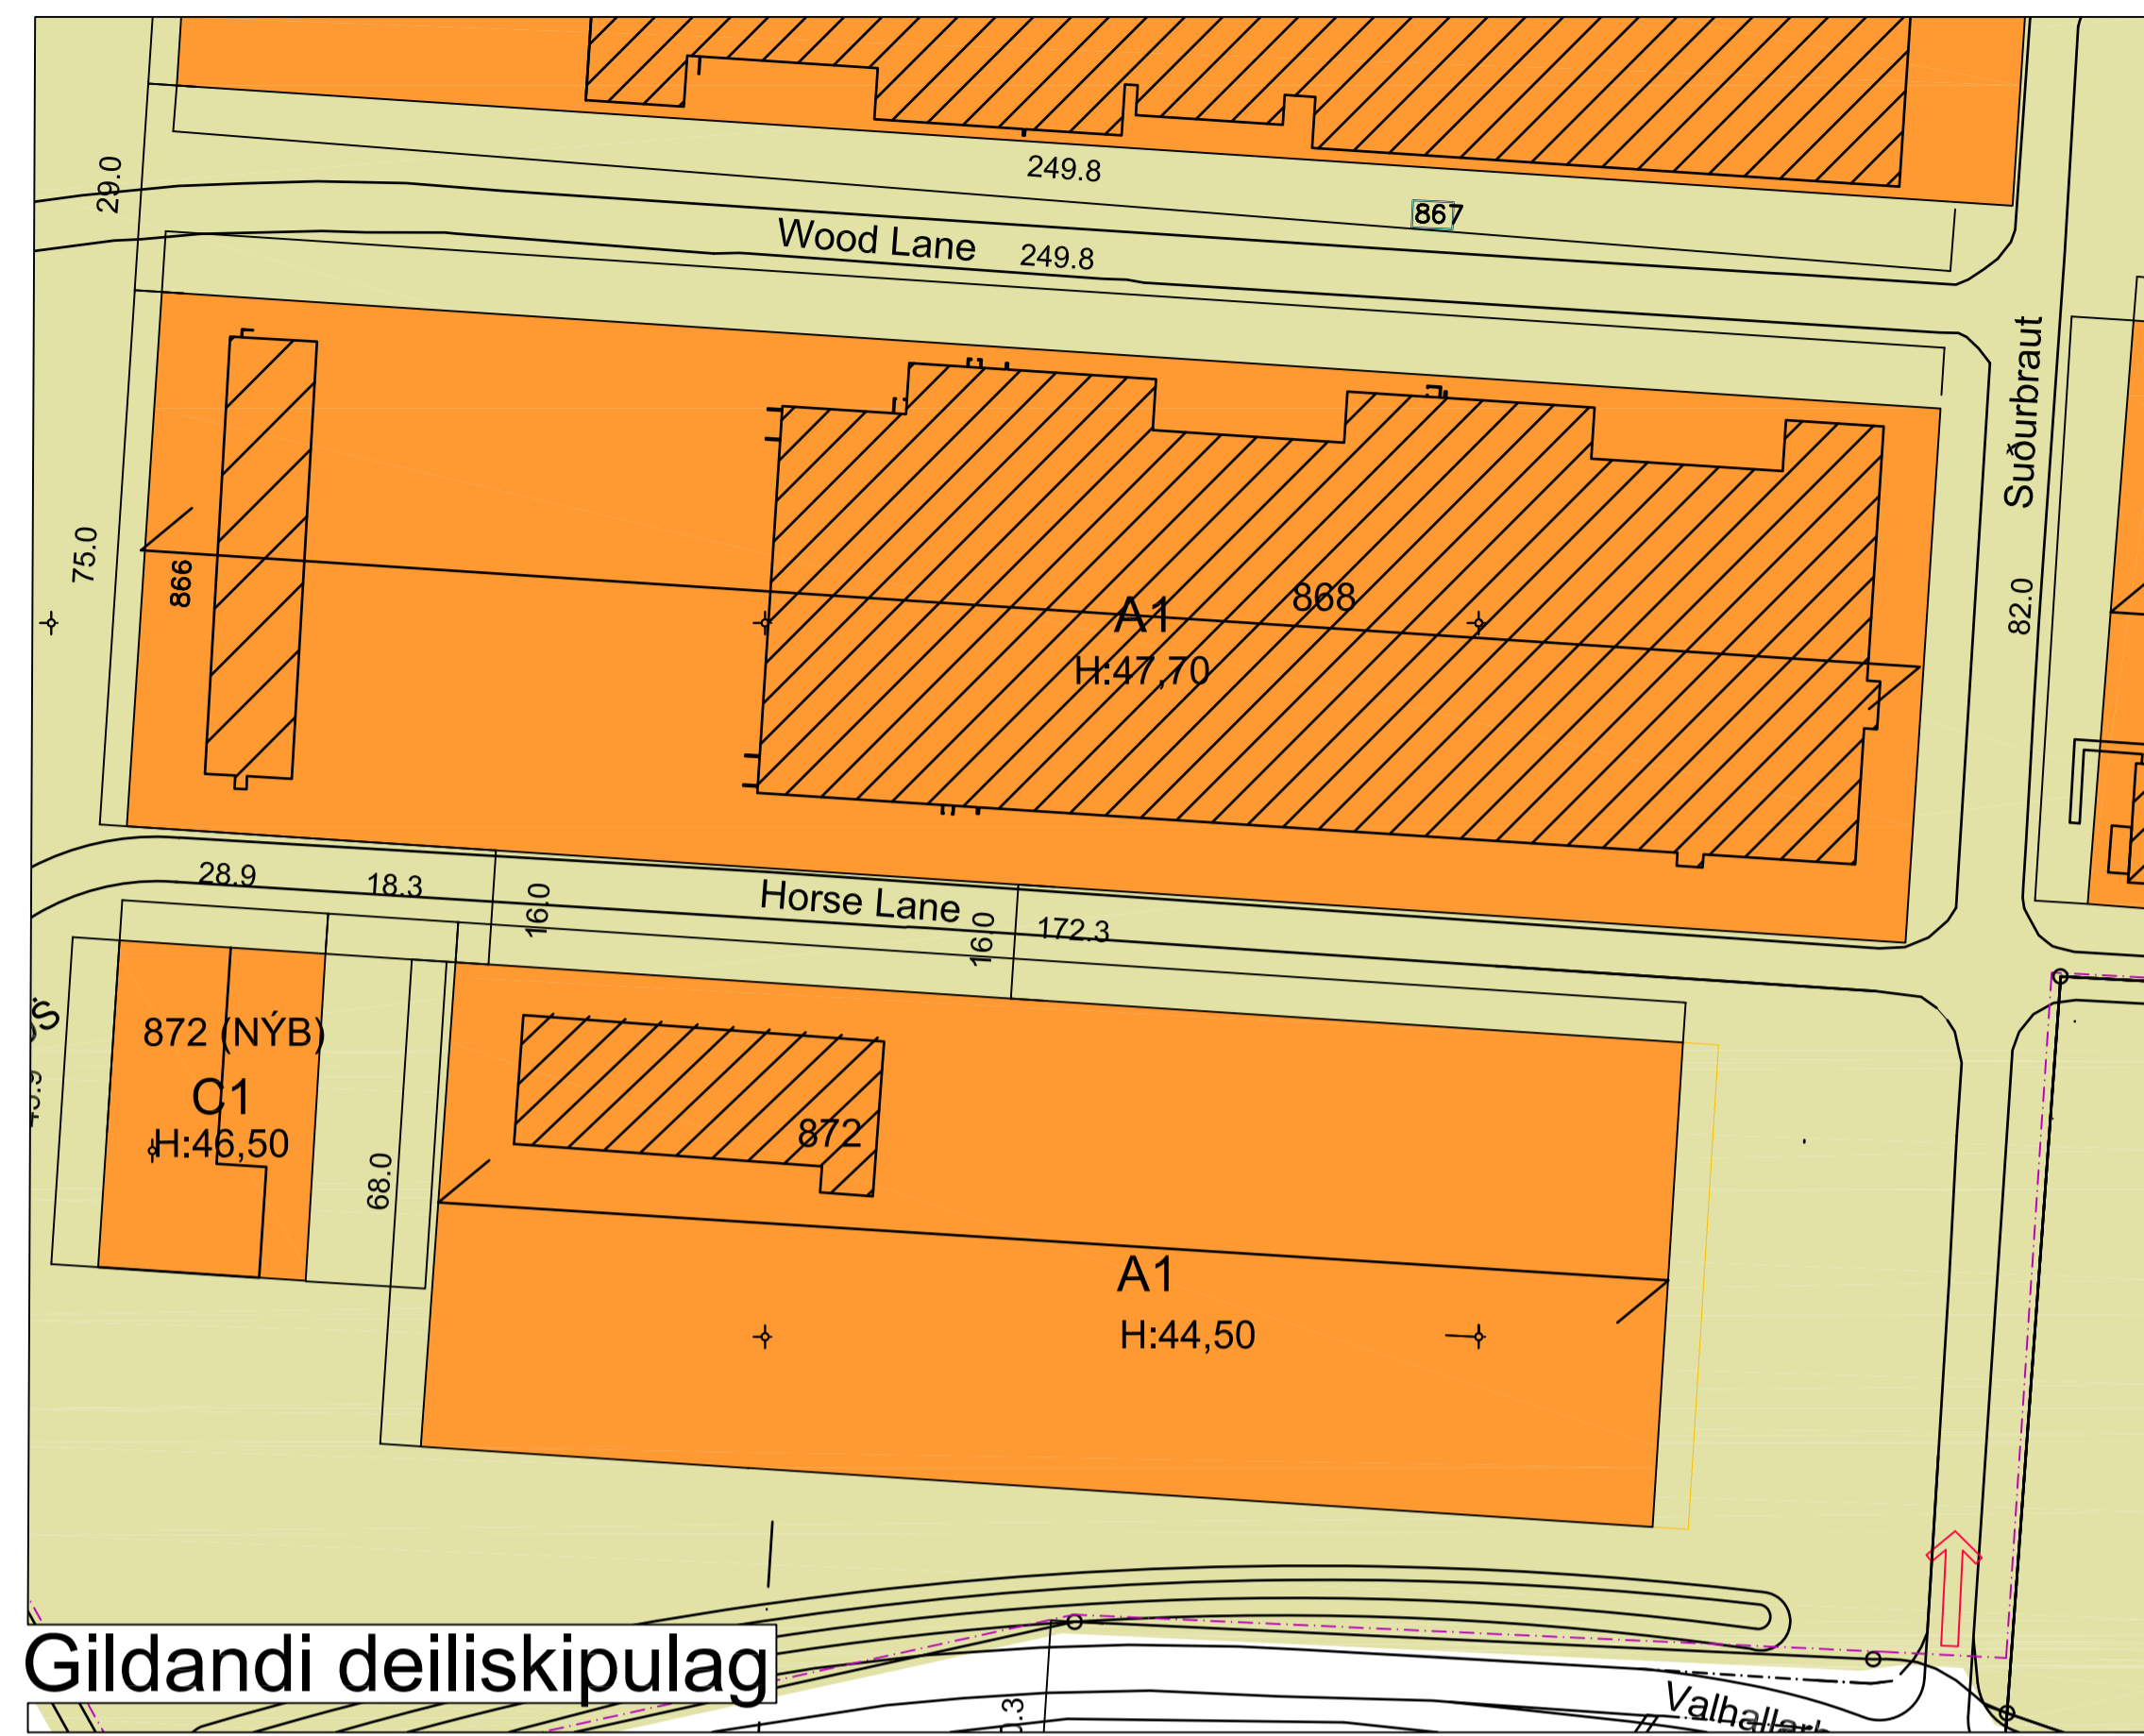 29.0
249.8
867
Wood Lane
249.8
Suðurbraut
75.0
866
A1
868
H:47,70
82.0
28.9
18.3
16.0
Horse Lane
16.0
172.3
872 (NÝB)
C1
H:46,50
68.0
872
A1
H:44,50
Gildandi deiliskipulag